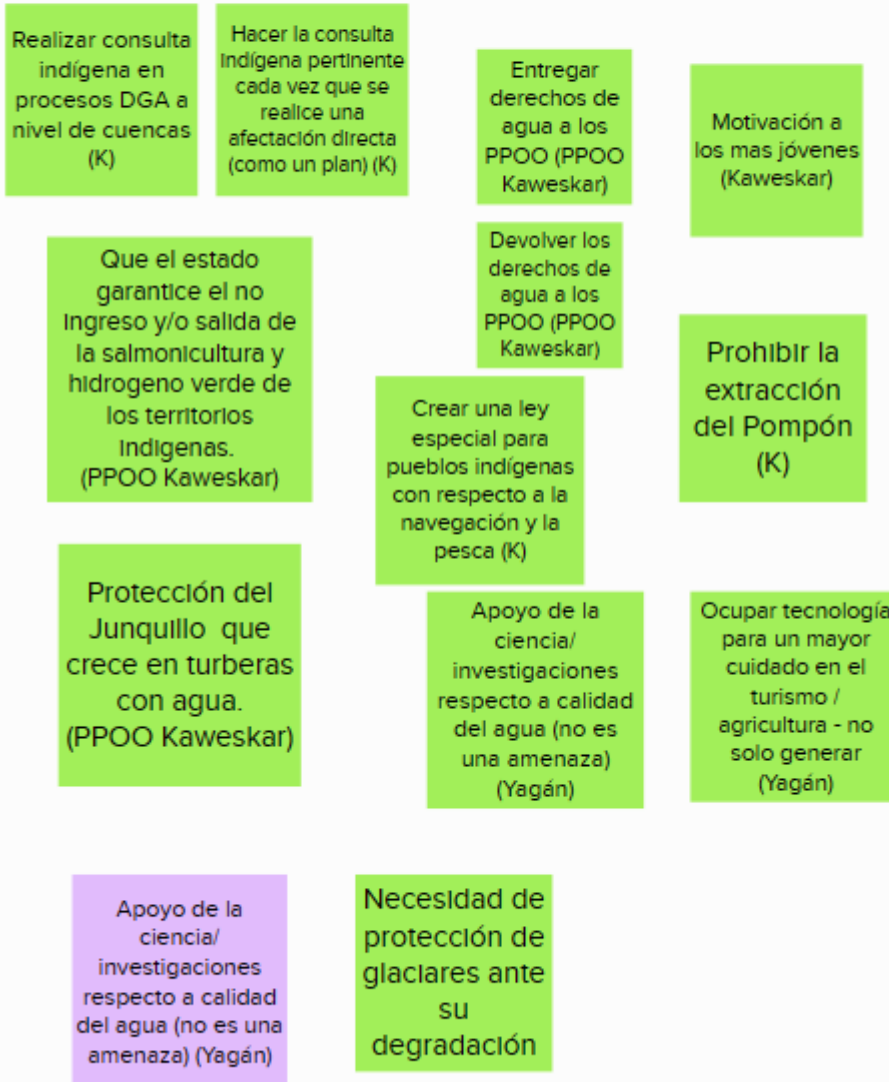 Realizar consulta
indígena en
procesos DGA a
nivel de cuencas
(K)
Hacer la consulta
indígena pertinente
cada vez que se
realice una
afectación directa
(como un plan) (K)
Entregar
derechos de
agua a los
PPOO (PPOO
Kaweskar)
Motivación a
los mas jóvenes
(Kaweskar)
Que el estado
garantice el no
ingreso y/o salida de
la salmonicultura y
hidrogeno verde de
los territorios
indigenas.
(PPOO Kaweskar)
Devolver los
derechos de
agua a los
PPOO (PPOO
Kaweskar)
Crear una ley
especial para
pueblos indígenas
con respecto a la
navegación y la
pesca (K)
Prohibir la
extracción
del Pompón
(K)
Protección del
Junquillo que
crece en turberas
con agua.
(PPOO Kaweskar)
Apoyo de la
ciencia/
investigaciones
respecto a calidad
del agua (no es
una amenaza)
(Yagán)
Ocupar tecnología
para un mayor
cuidado en el
turismo /
agricultura - no
solo generar
(Yagán)
Apoyo de la
ciencia/
investigaciones
respecto a calidad
del agua (no es una
amenaza) (Yagán)
Necesidad de
protección de
glaciares ante
su
degradación